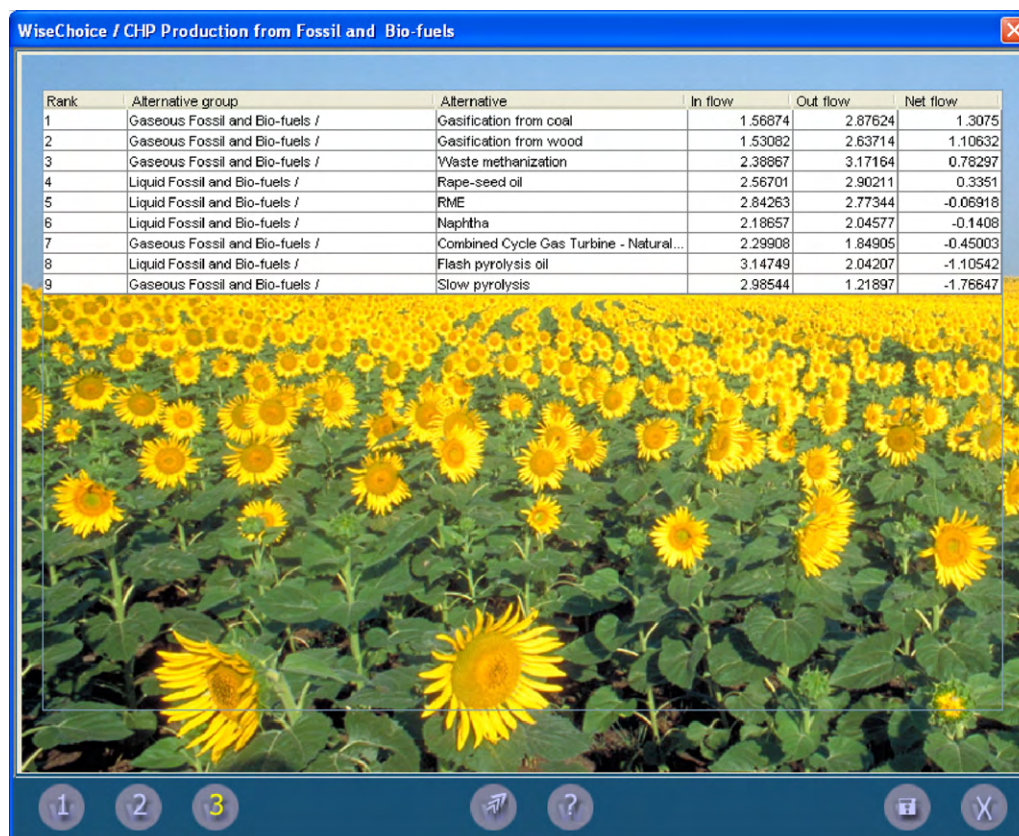 WiseChoice / CHP Production from Fossil and Bio-fuels
Rank Alternative group Alternative In flow Out flow Net flow
1 Gaseous Fossil and Bio-fuels / Gasification from coal 1.56874 2.87624 1.3075
2 Gaseous Fossil and Bio-fuels / Gasification from wood 1.53082 2.63714 1.10632
3 Gaseous Fossil and Bio-fuels / Waste methanization 2.38867 3.17164 0.78297
4 Liquid Fossil and Bio-fuels / Rape-seed oil 2.56701 2.90211 0.3351
5 Liquid Fossil and Bio-fuels / RME 2.84263 2.77344 -0.06918
6 Liquid Fossil and Bio-fuels / Naphtha 2.18657 2.04577 -0.1408
7 Gaseous Fossil and Bio-fuels / Combined Cycle Gas Turbine - Natural... 2.29908 1.84905 -0.45003
8 Liquid Fossil and Bio-fuels / Flash pyrolysis oil 3.14749 2.04207 -1.10542
9 Gaseous Fossil and Bio-fuels / Slow pyrolysis 2.98544 1.21897 -1.76647
1 2 3 ? X